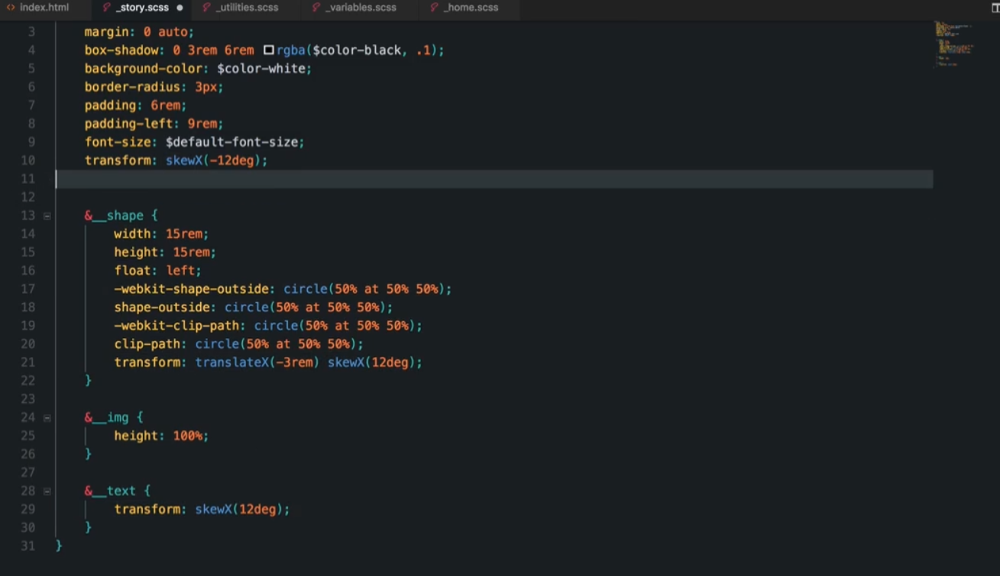 index.html _story.scss _utilities.scss _variables.scss _home.scss
3 margin: 0 auto;
4 box-shadow: 0 3rem 6rem rgba($color-black, .1);
5 background-color: $color-white;
6 border-radius: 3px;
7 padding: 6rem;
8 padding-left: 9rem;
9 font-size: $default-font-size;
10 transform: skewX(-12deg);
11
12
13 &__shape {
14 width: 15rem;
15 height: 15rem;
16 float: left;
17 -webkit-shape-outside: circle(50% at 50% 50%);
18 shape-outside: circle(50% at 50% 50%);
19 -webkit-clip-path: circle(50% at 50% 50%);
20 clip-path: circle(50% at 50% 50%);
21 transform: translateX(-3rem) skewX(12deg);
22 }
23
24 &__img {
25 height: 100%;
26 }
27
28 &__text {
29 transform: skewX(12deg);
30 }
31 }